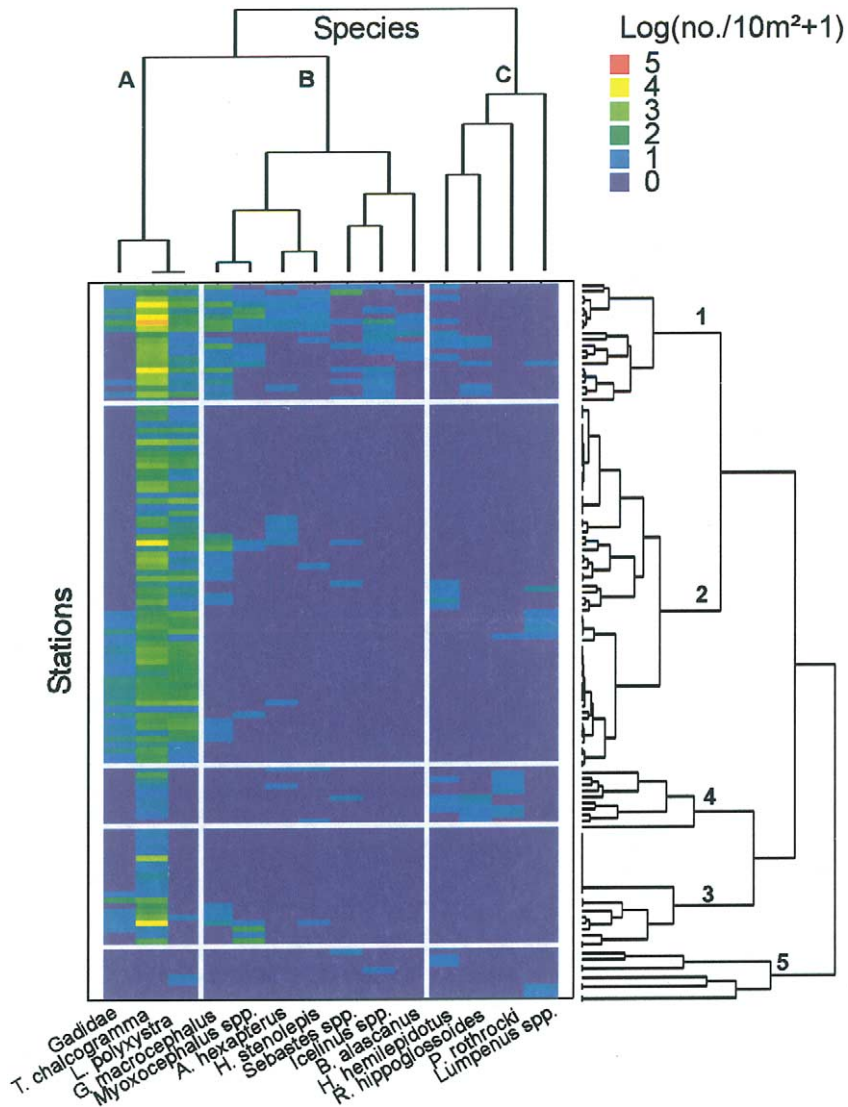 Species
Log(no./10m²+1)
5
4
3
2
1
0
A
B
C
1
2
4
3
5
Stations
Gadidae
T. chalcogramma
L. polyxystra
G. macrocephalus
Myoxocephalus spp.
A. hexapterus
H. stenolepis
Sebastes spp.
Icelinus spp.
B. alascanus
H. hemilepidotus
R. hippoglossoides
P. rothrocki
Lumpenus spp.